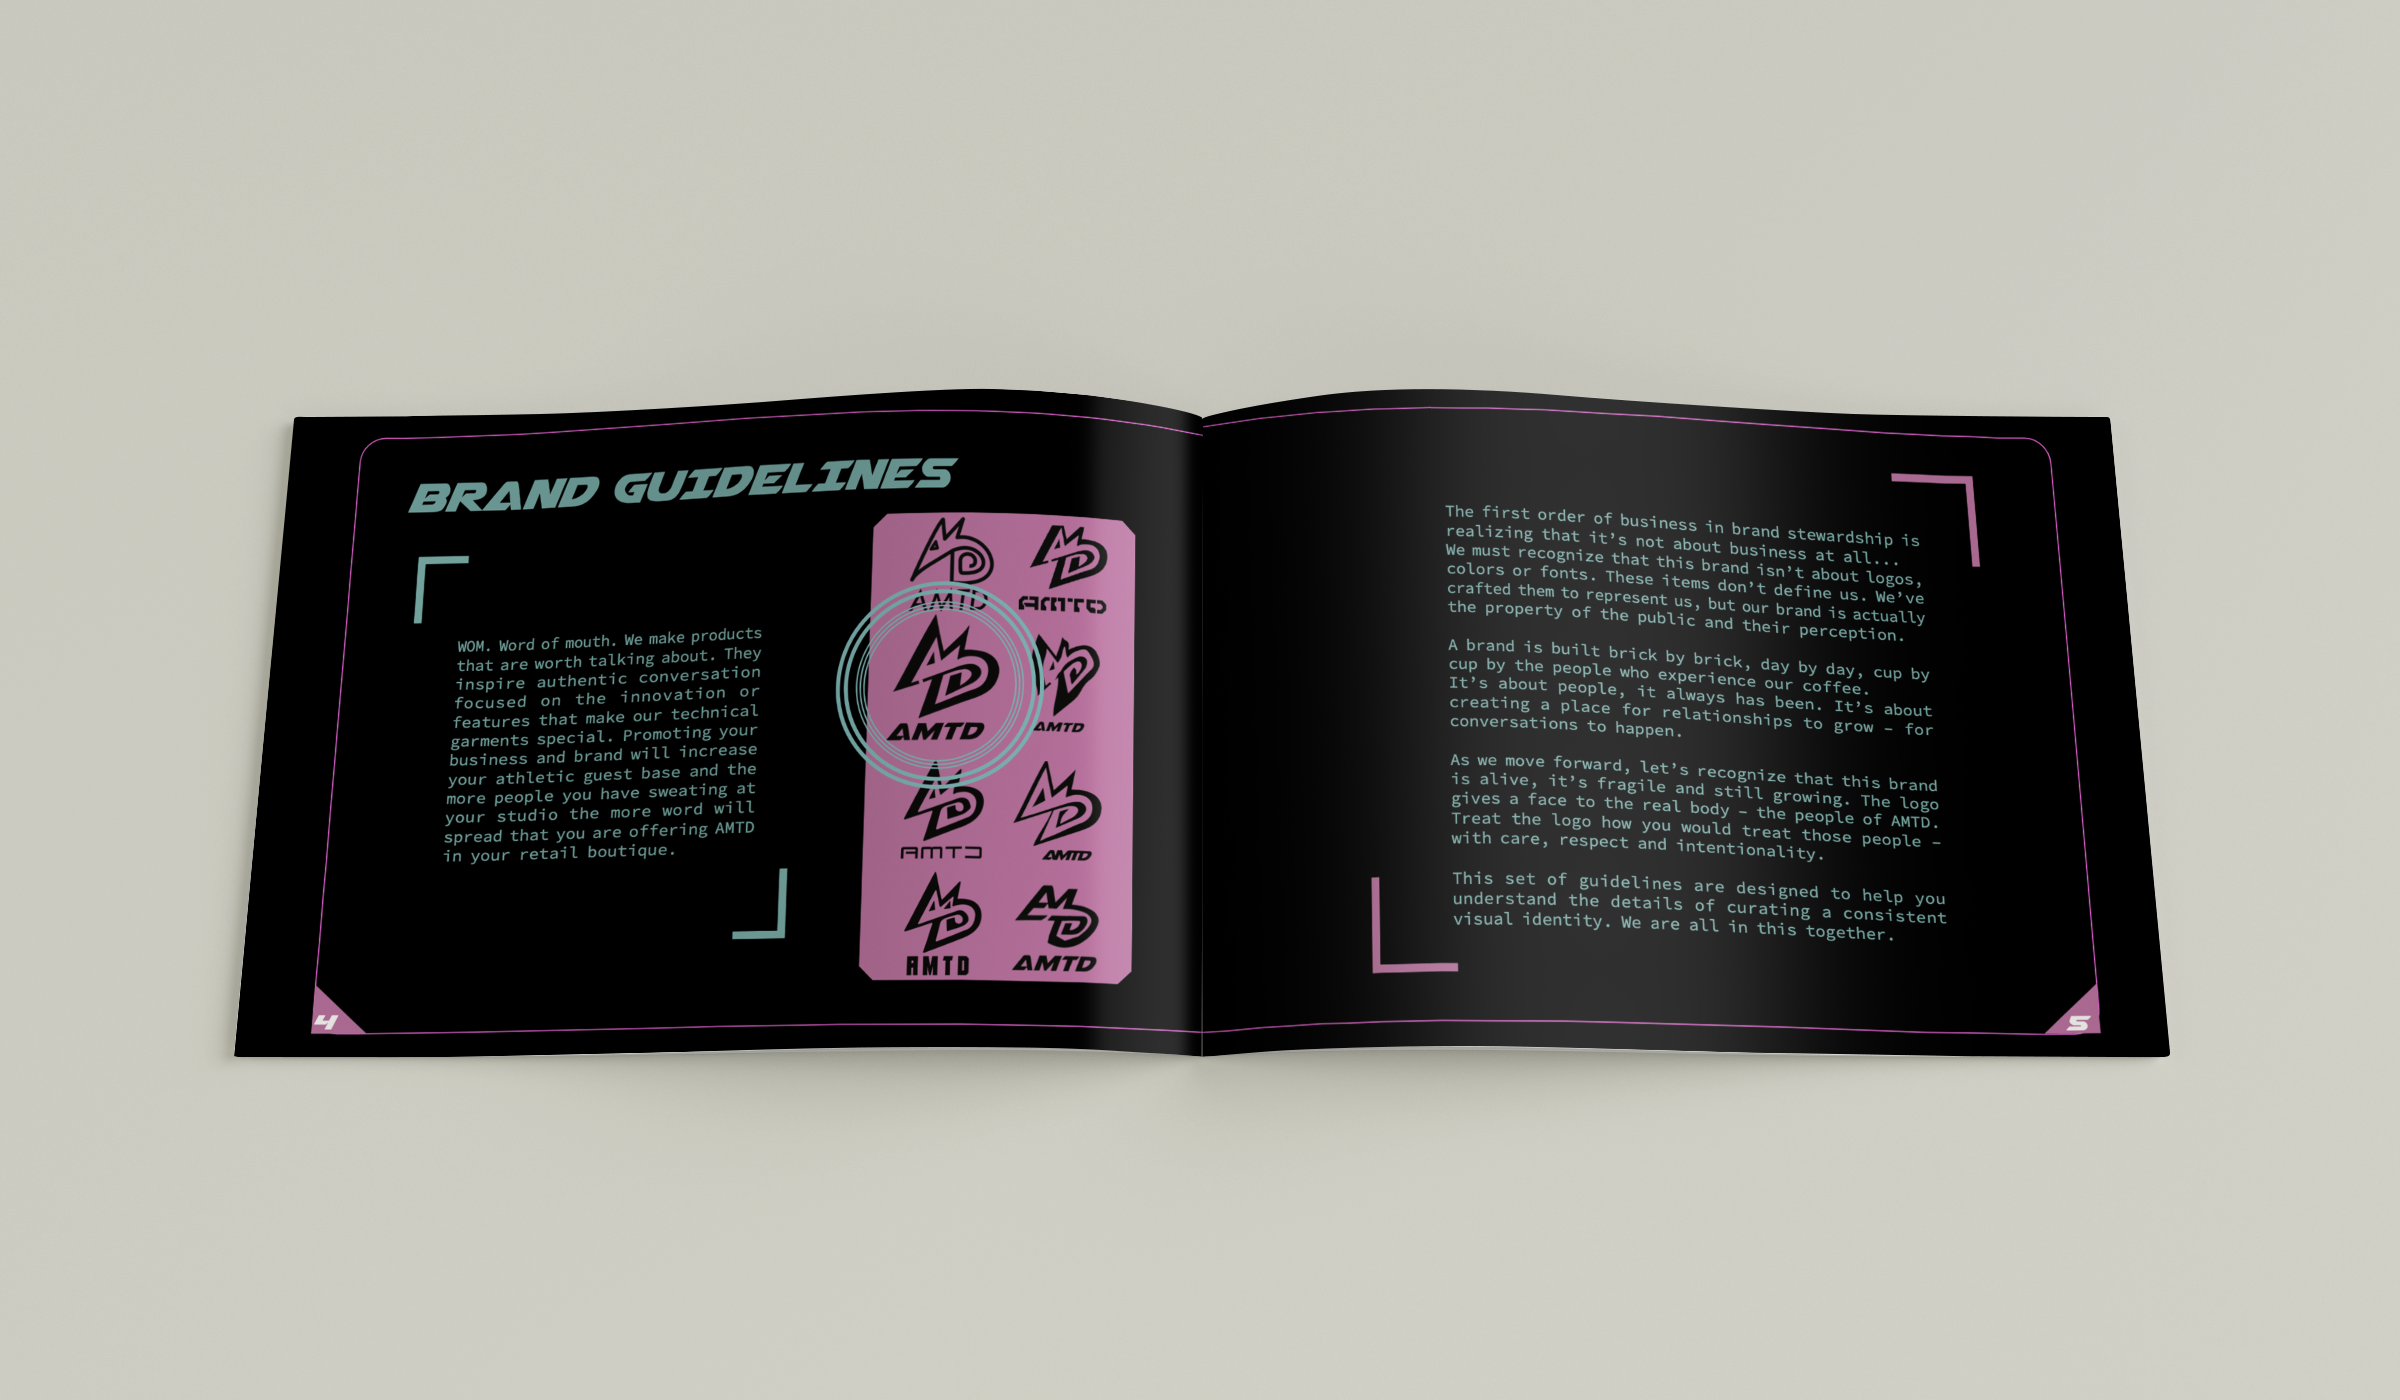 BRAND GUIDELINES
WOM. Word of mouth. We make products
that are worth talking about. They
inspire authentic conversation
focused on the innovation or
features that make our technical
garments special. Promoting your
business and brand will increase
your athletic guest base and the
more people you have sweating at
your studio the more word will
spread that you are offering AMTD
in your retail boutique.
AMTD
AMTD
AMTD
AMTD
AMTD
AMTD
AMTD
AMTD
4
The first order of business in brand stewardship is
realizing that it’s not about business at all...
We must recognize that this brand isn’t about logos,
colors or fonts. These items don’t define us. We’ve
crafted them to represent us, but our brand is actually
the property of the public and their perception.
A brand is built brick by brick, day by day, cup by
cup by the people who experience our coffee.
It’s about people, it always has been. It’s about
creating a place for relationships to grow – for
conversations to happen.
As we move forward, let’s recognize that this brand
is alive, it’s fragile and still growing. The logo
gives a face to the real body – the people of AMTD.
Treat the logo how you would treat those people –
with care, respect and intentionality.
This set of guidelines are designed to help you
understand the details of curating a consistent
visual identity. We are all in this together.
5